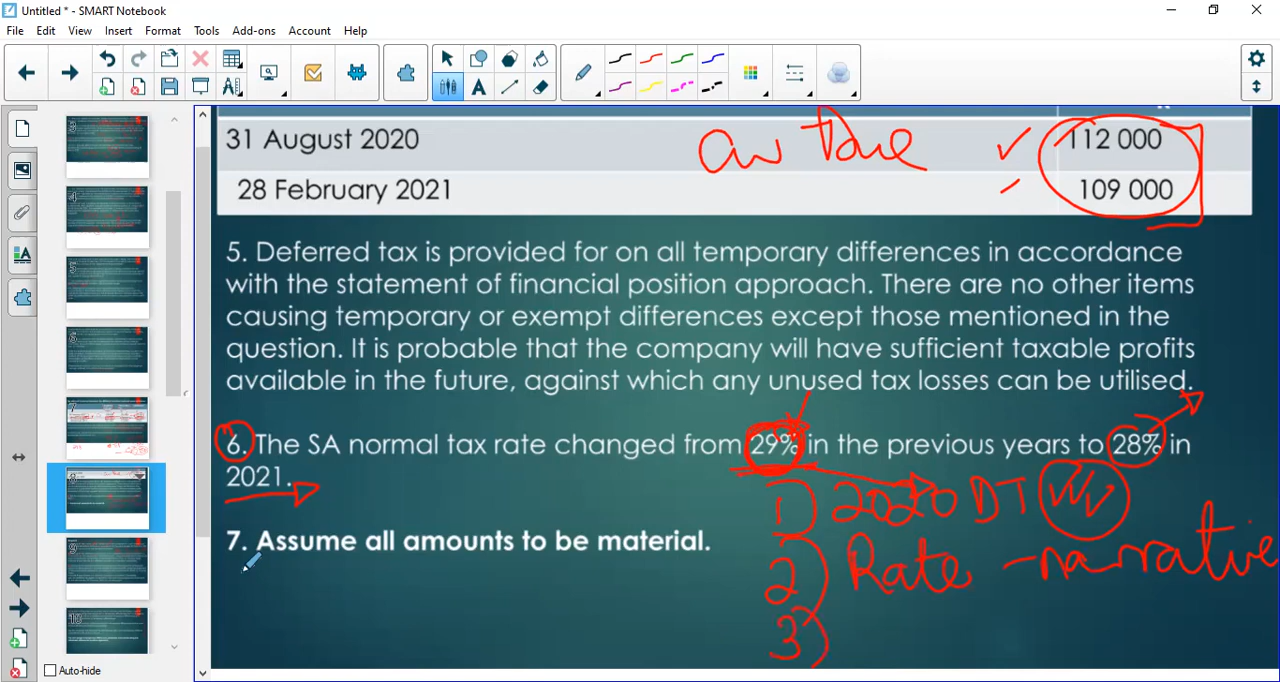 Untitled * - SMART Notebook
File Edit View Insert Format Tools Add-ons Account Help
31 August 2020 112 000
28 February 2021 109 000
5. Deferred tax is provided for on all temporary differences in accordance
with the statement of financial position approach. There are no other items
causing temporary or exempt differences except those mentioned in the
question. It is probable that the company will have sufficient taxable profits
available in the future, against which any unused tax losses can be utilised.
6. The SA normal tax rate changed from 29% in the previous years to 28% in
2021.
1) 2020 DT
7. Assume all amounts to be material.
2) Rate - narrative
3)
Auto-hide